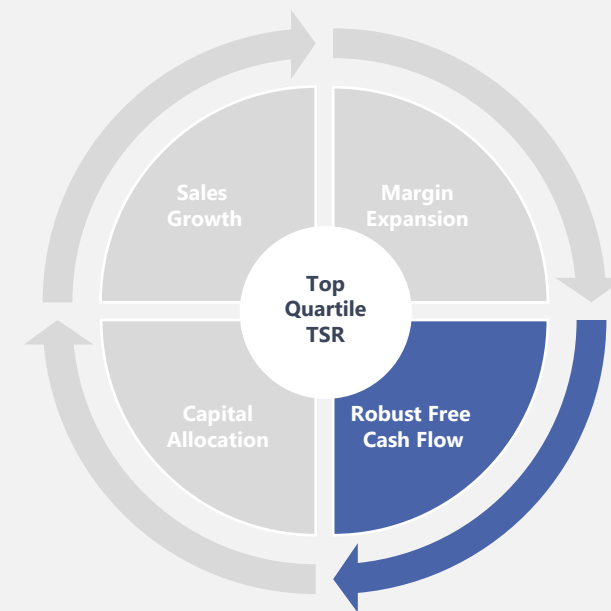 Sales
Growth
Margin
Expansion
Top
Quartile
TSR
Capital
Allocation
Robust Free
Cash Flow